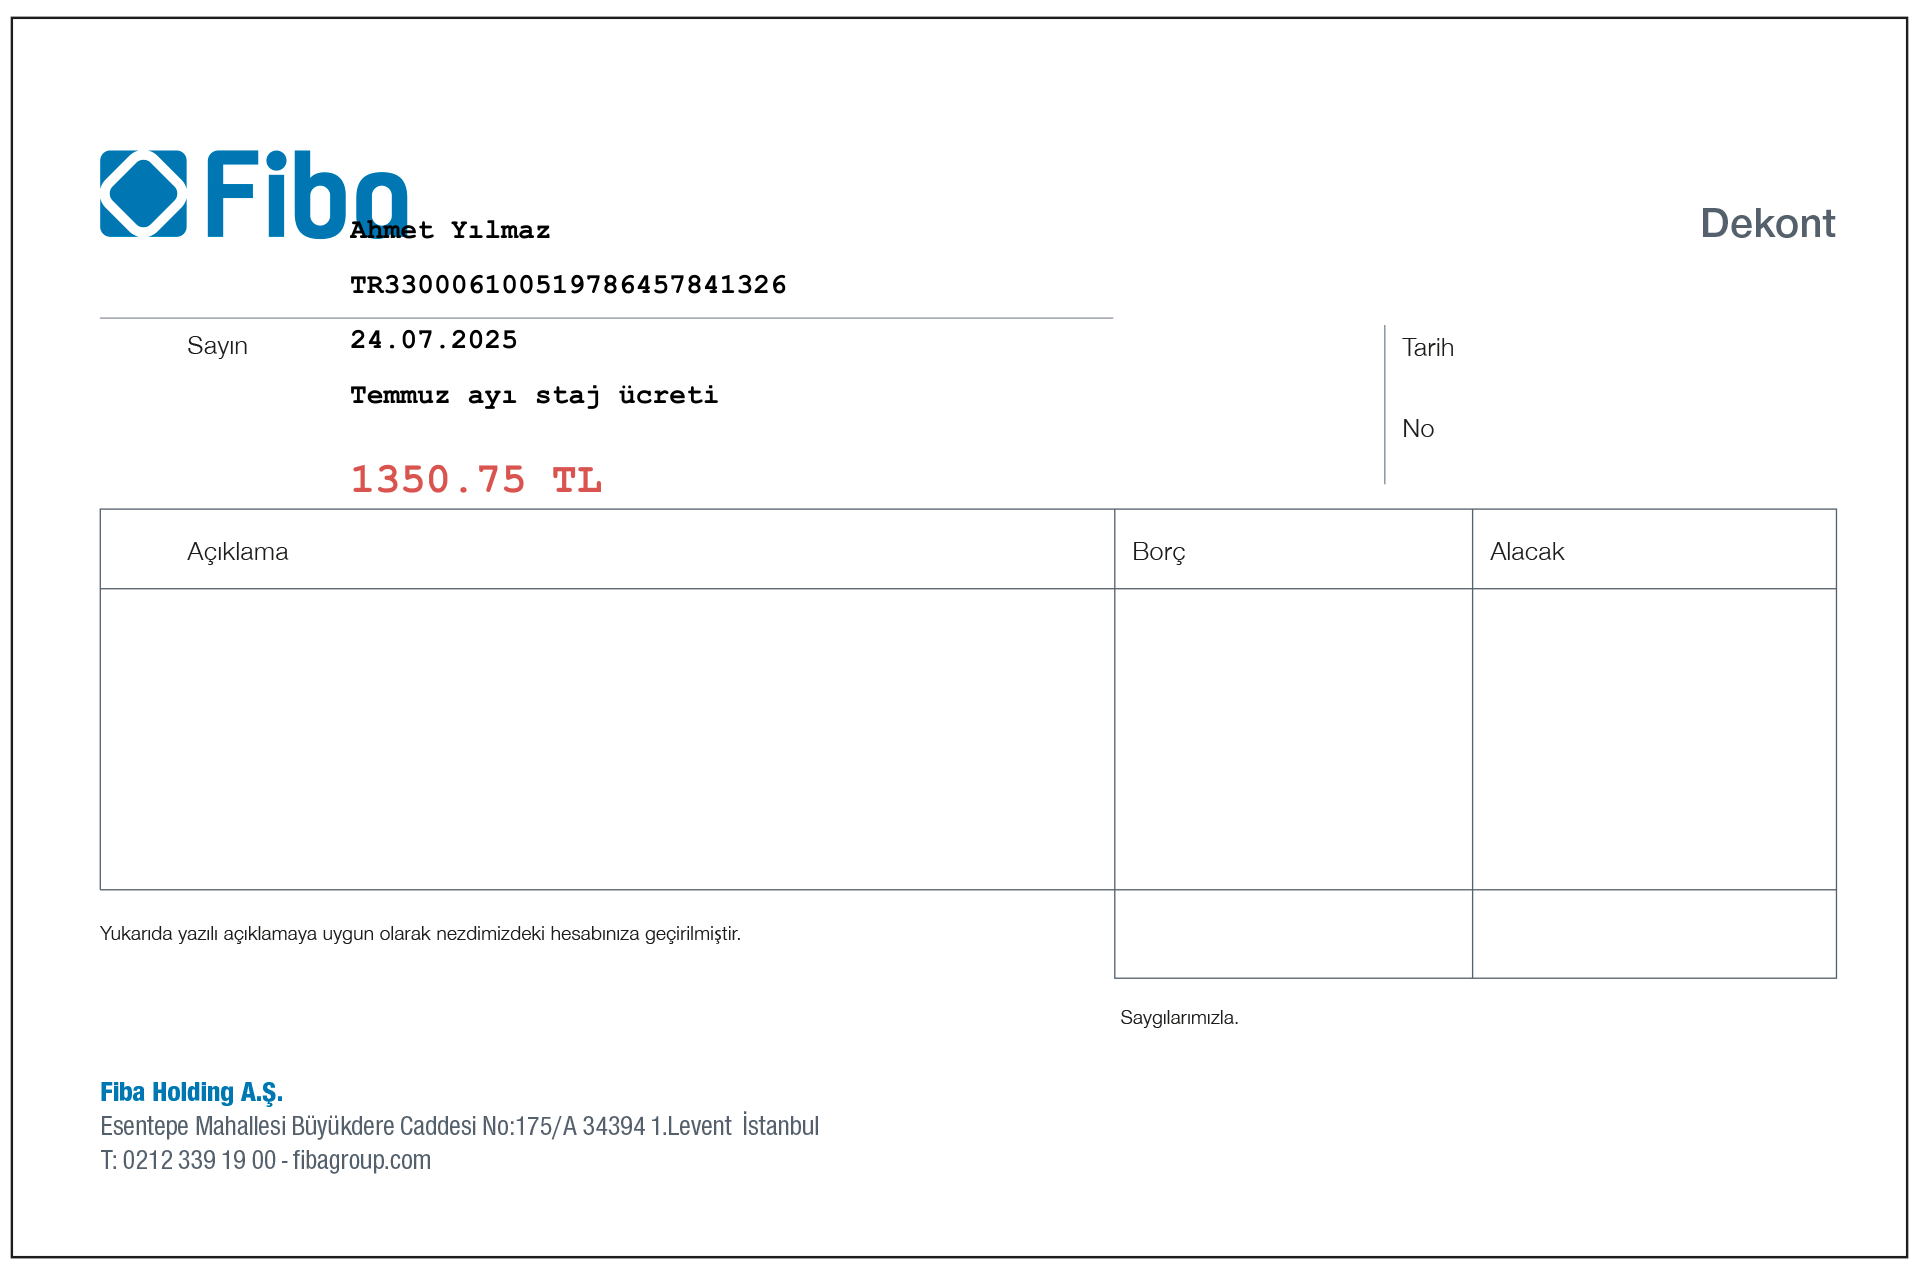 Fiba
Ahmet Yılmaz
Dekont
TR330006100519786457841326
Sayın
24.07.2025
Tarih
Temmuz ayı staj ücreti
No
1350.75 TL
Açıklama Borç Alacak
Yukarıda yazılı açıklamaya uygun olarak nezdimizdeki hesabınıza geçirilmiştir.
Saygılarımızla.
Fiba Holding A.Ş.
Esentepe Mahallesi Büyükdere Caddesi No:175/A 34394 1.Levent İstanbul
T: 0212 339 19 00 - fibagroup.com